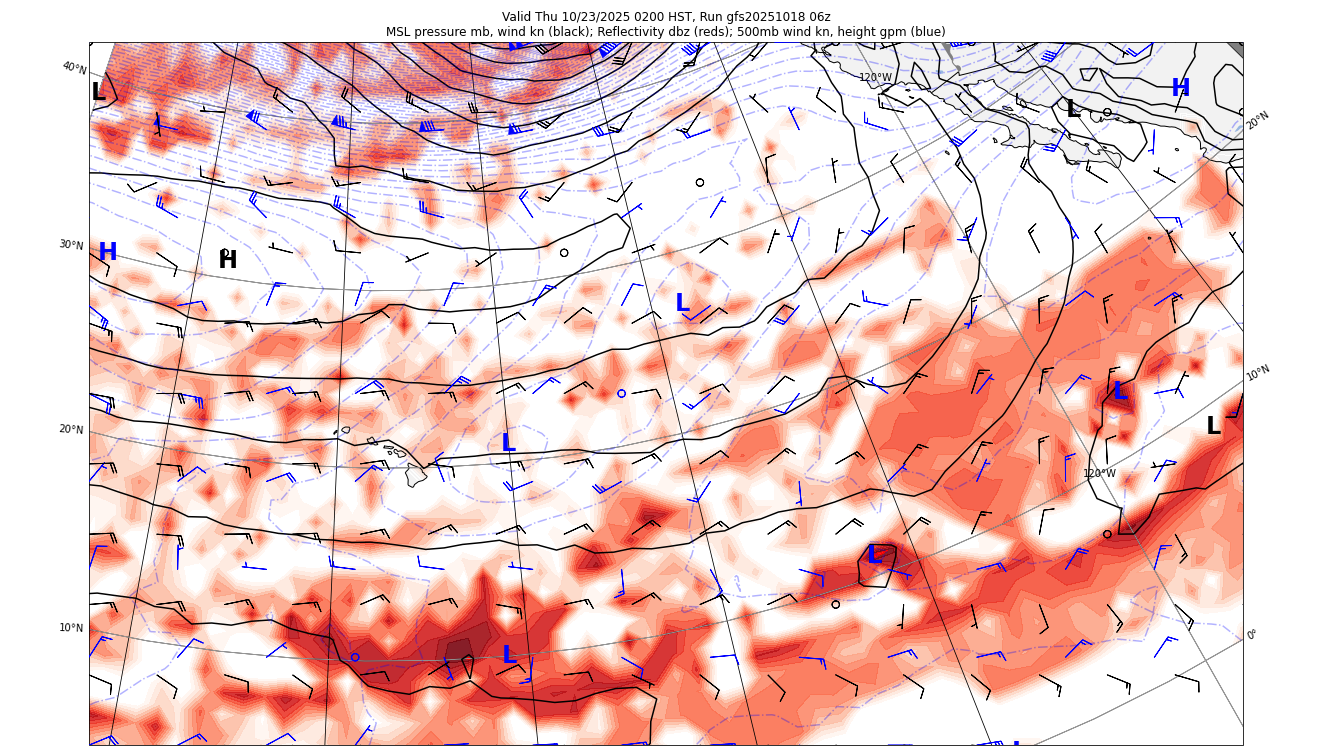 Valid Thu 10/23/2025 0200 HST, Run gfs20251018 06z
MSL pressure mb, wind kn (black); Reflectivity dbz (reds); 500mb wind kn, height gpm (blue)
40°N
120°W
L
H
L
20°N
30°N
H
H
L
10°N
L
20°N
L
L
120°W
L
10°N
L
0°